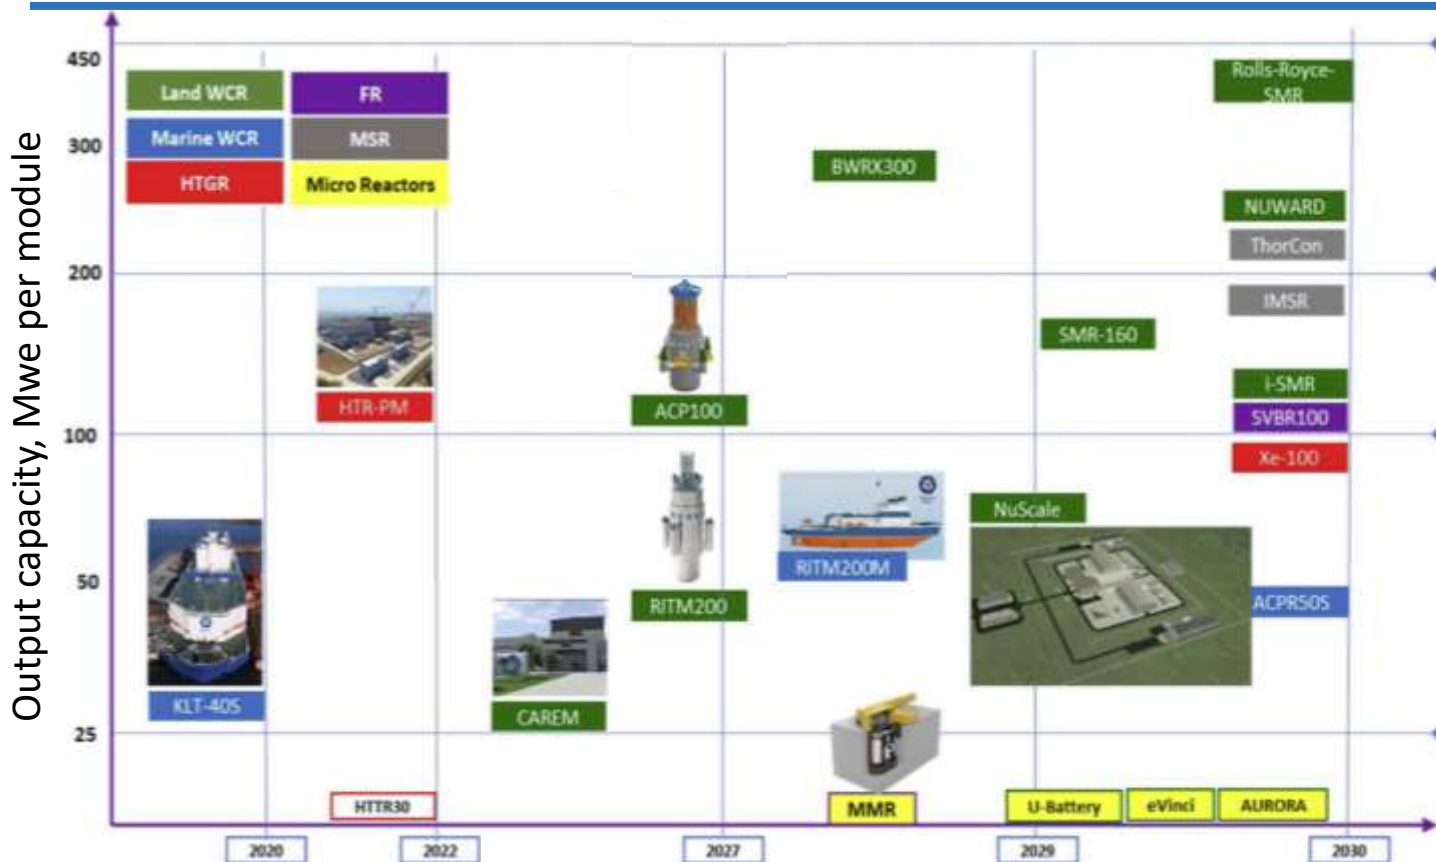 Output capacity, Mwe per module
450
300
200
100
50
25
Land WCR
FR
Marine WCR
MSR
HTGR
Micro Reactors
Rolls-Royce-
SMR
BWRX300
NUWARD
ThorCon
IMSR
SMR-160
HTR-PM
ACP100
i-SMR
SVBR100
Xe-100
NuScale
RITM200M
RITM200
ACPR50S
KLT-40S
CAREM
HTTR30
MMR
U-Battery
eVinci
AURORA
2020
2022
2027
2029
2030